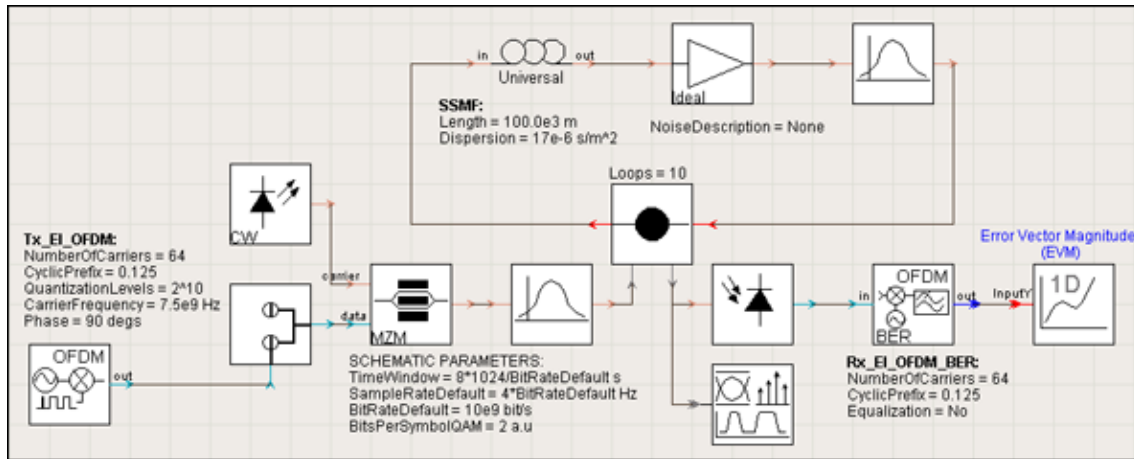 in
out
Universal
SSMF:
Length = 100.0e3 m
Dispersion = 17e-6 s/m^2
Ideal
NoiseDescription = None
Loops = 10
CW
carrier
Tx_El_OFDM:
NumberOfCarriers = 64
CyclicPrefix = 0.125
QuantizationLevels = 2^10
CarrierFrequency = 7.5e9 Hz
Phase = 90 degs
OFDM
out
data
MZM
SCHEMATIC PARAMETERS:
TimeWindow = 8*1024/BitRateDefault s
SampleRateDefault = 4*BitRateDefault Hz
BitRateDefault = 10e9 bit/s
BitsPerSymbolQAM = 2 a.u
in
OFDM
BER
out
Rx_El_OFDM_BER:
NumberOfCarriers = 64
CyclicPrefix = 0.125
Equalization = No
Error Vector Magnitude
(EVM)
InputY
1D